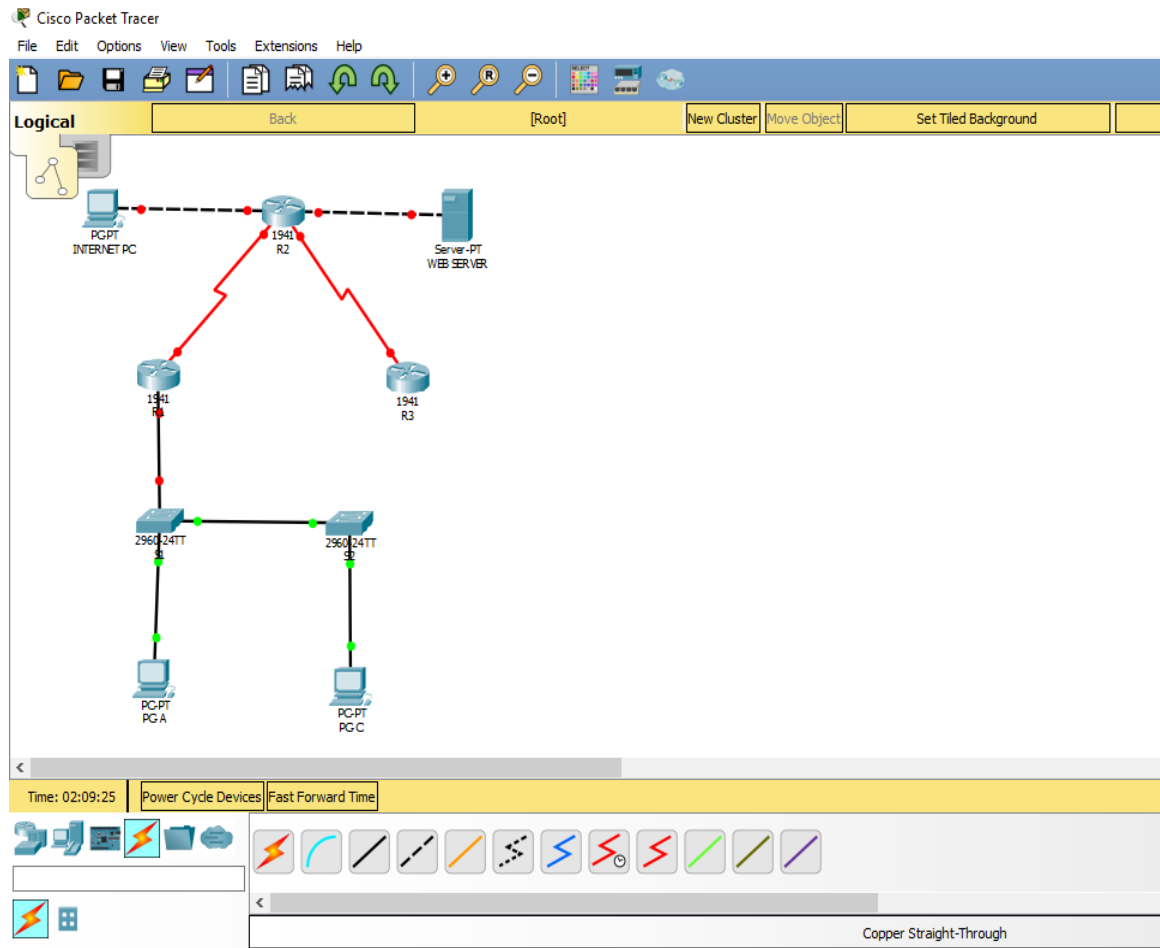 Cisco Packet Tracer
File Edit Options View Tools Extensions Help
Logical Back [Root] New Cluster Move Object Set Tiled Background
PC-PT
INTERNET PC
1941
R2
Server-PT
WEB SERVER
1941
R1
1941
R3
2960-24TT
S1
2960-24TT
S2
PC-PT
PC-A
PC-PT
PC-C
Time: 02:09:25 Power Cycle Devices Fast Forward Time
Copper Straight-Through